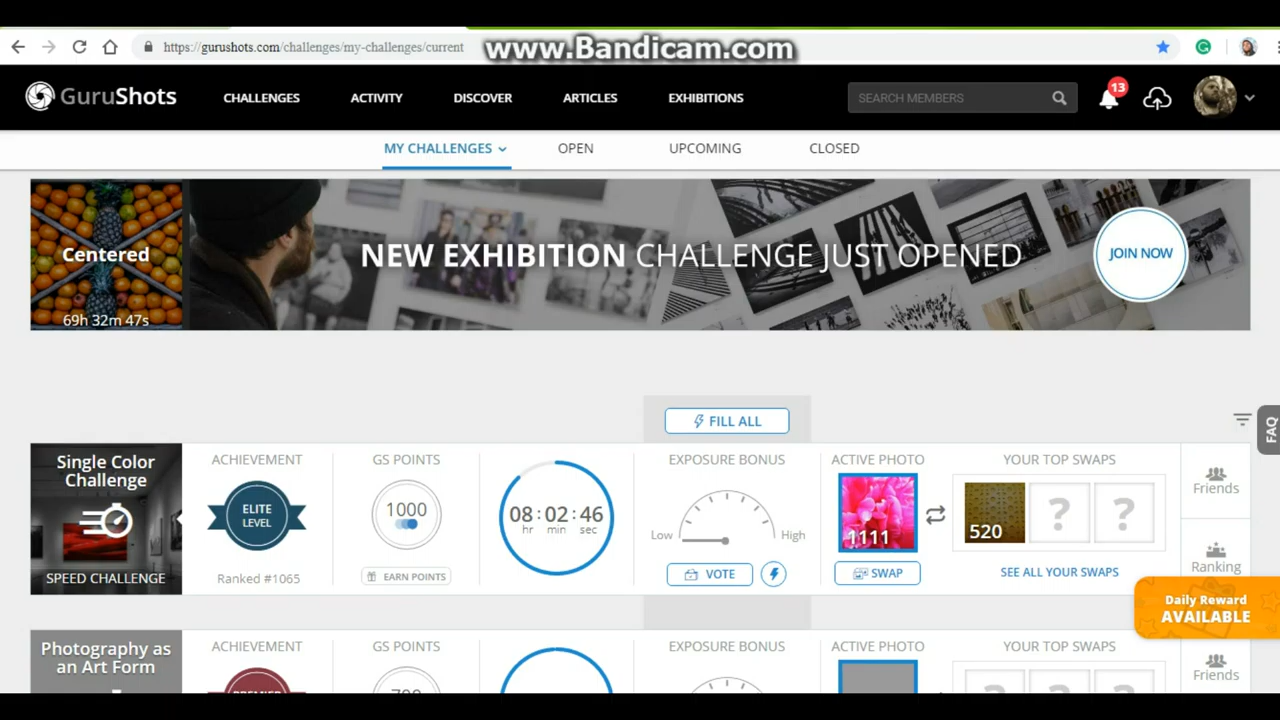 https://gurushots.com/challenges/my-challenges/current
www.Bandicam.com
GuruShots
CHALLENGES
ACTIVITY
DISCOVER
ARTICLES
EXHIBITIONS
SEARCH MEMBERS
13
MY CHALLENGES
OPEN
UPCOMING
CLOSED
Centered
69h 32m 47s
NEW EXHIBITION CHALLENGE JUST OPENED
JOIN NOW
FILL ALL
FAQ
Single Color
Challenge
SPEED CHALLENGE
ACHIEVEMENT
ELITE
LEVEL
Ranked #1065
GS POINTS
1000
EARN POINTS
08:02:46
hr min sec
EXPOSURE BONUS
Low
High
VOTE
ACTIVE PHOTO
1111
SWAP
YOUR TOP SWAPS
520
?
?
SEE ALL YOUR SWAPS
Friends
Ranking
Daily Reward
AVAILABLE
Photography as
an Art Form
ACHIEVEMENT
PREMIER
GS POINTS
700
EXPOSURE BONUS
ACTIVE PHOTO
YOUR TOP SWAPS
?
?
?
Friends